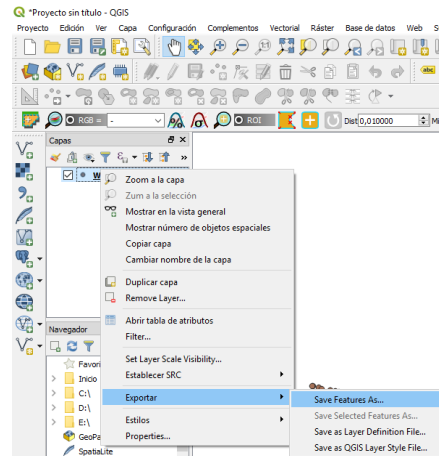 *Proyecto sin título - QGIS
Proyecto Edición Ver Capa Configuración Complementos Vectorial Ráster Base de datos Web
abc
RGB = - ROI Dist 0,010000
Capas
Zoom a la capa
Zum a la selección
Mostrar en la vista general
Mostrar número de objetos espaciales
Copiar capa
Cambiar nombre de la capa
Duplicar capa
Remove Layer...
Abrir tabla de atributos
Filter...
Set Layer Scale Visibility...
Establecer SRC
Exportar
Estilos
Properties...
Save Features As...
Save Selected Features As...
Save as Layer Definition File...
Save as QGIS Layer Style File...
Navegador
Favori
Inicio
C:\
D:\
E:\
GeoPa
SpatiaLite